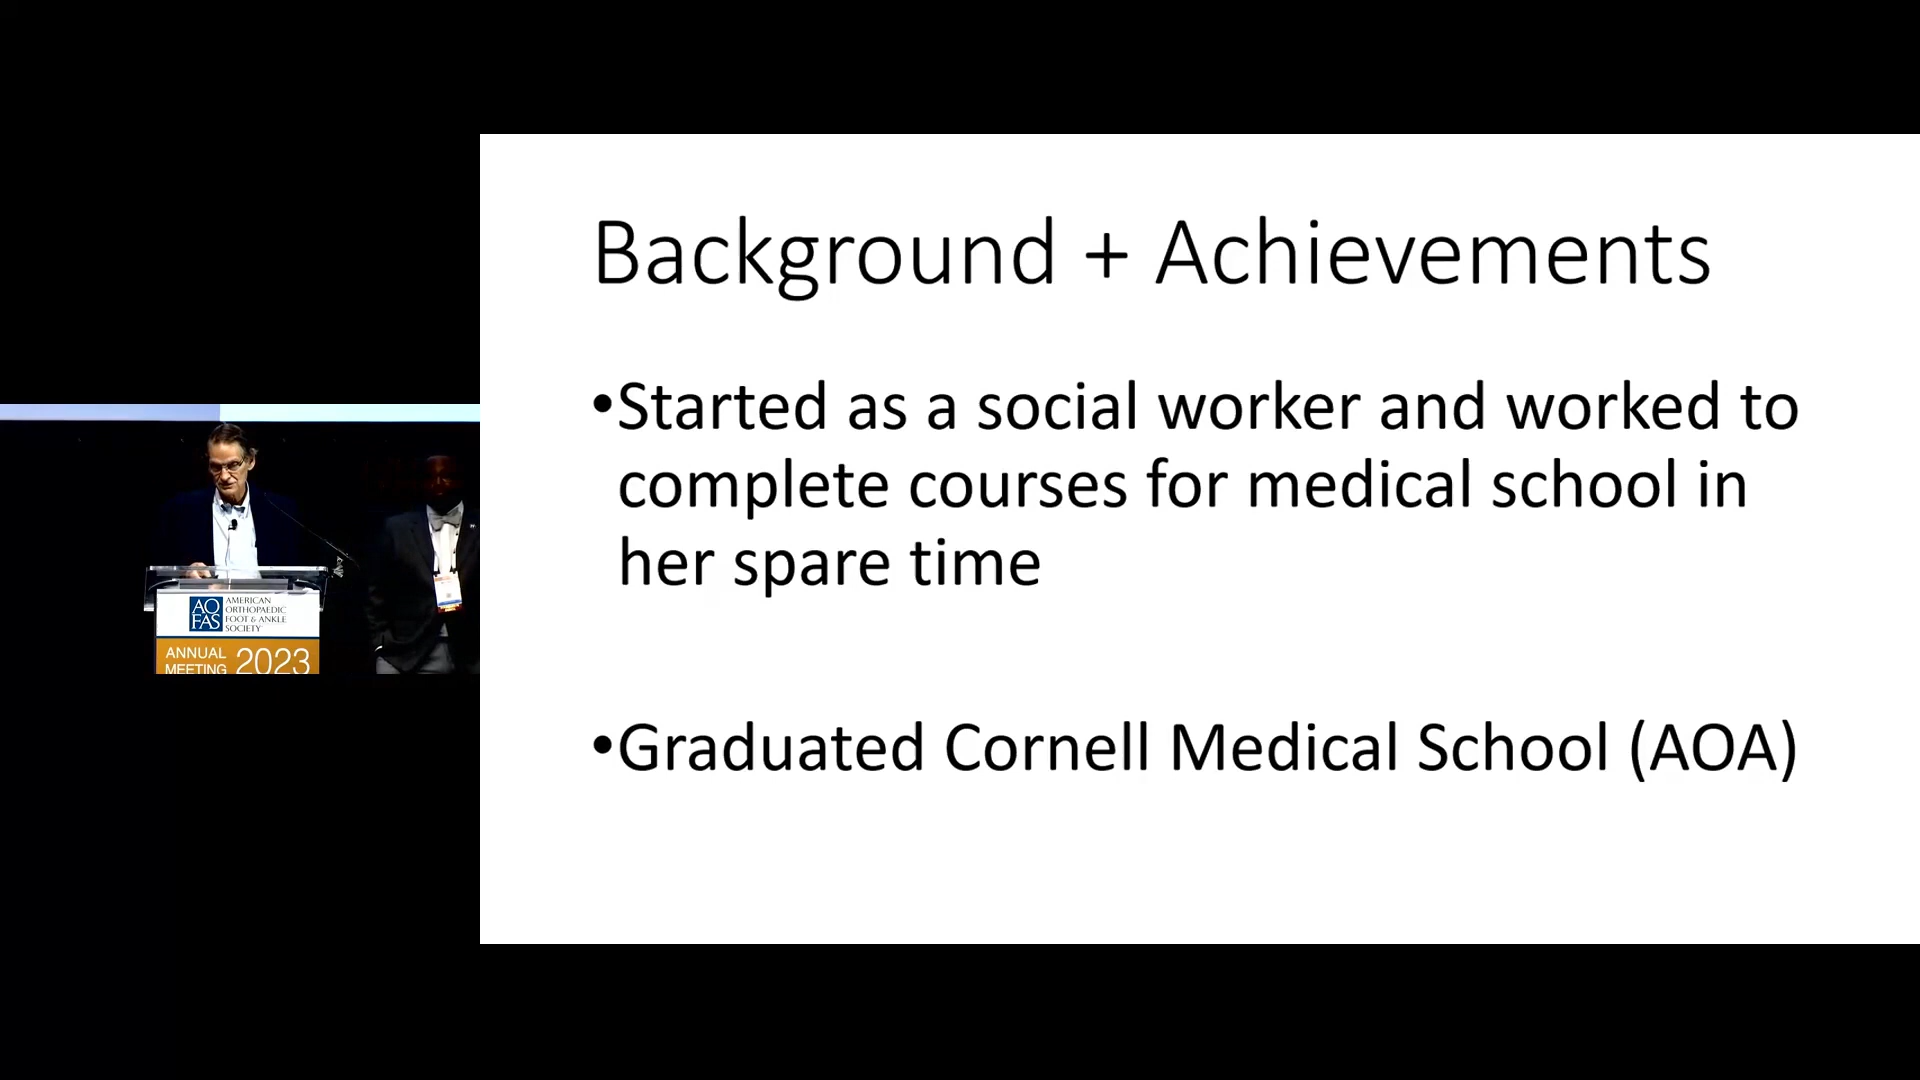 Background + Achievements
•Started as a social worker and worked to
complete courses for medical school in
her spare time
•Graduated Cornell Medical School (AOA)
AO
FAS
AMERICAN
ORTHOPAEDIC
FOOT & ANKLE
SOCIETY
ANNUAL
MEETING
2023